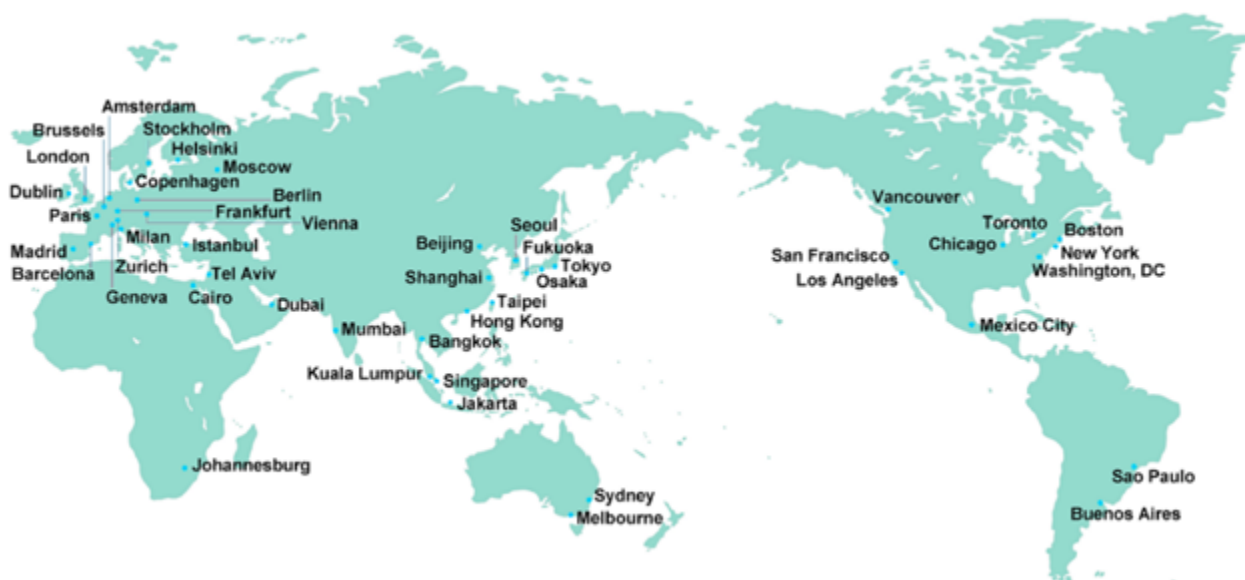 Amsterdam
Brussels
Stockholm
London
Helsinki
Moscow
Dublin
Copenhagen
Berlin
Paris
Frankfurt
Vienna
Milan
Madrid
Istanbul
Barcelona
Zurich
Tel Aviv
Geneva
Cairo
Dubai
Mumbai
Johannesburg
Seoul
Beijing
Fukuoka
Tokyo
Shanghai
Osaka
Taipei
Hong Kong
Bangkok
Kuala Lumpur
Singapore
Jakarta
Sydney
Melbourne
Vancouver
Toronto
Boston
Chicago
New York
San Francisco
Washington, DC
Los Angeles
Mexico City
Sao Paulo
Buenos Aires